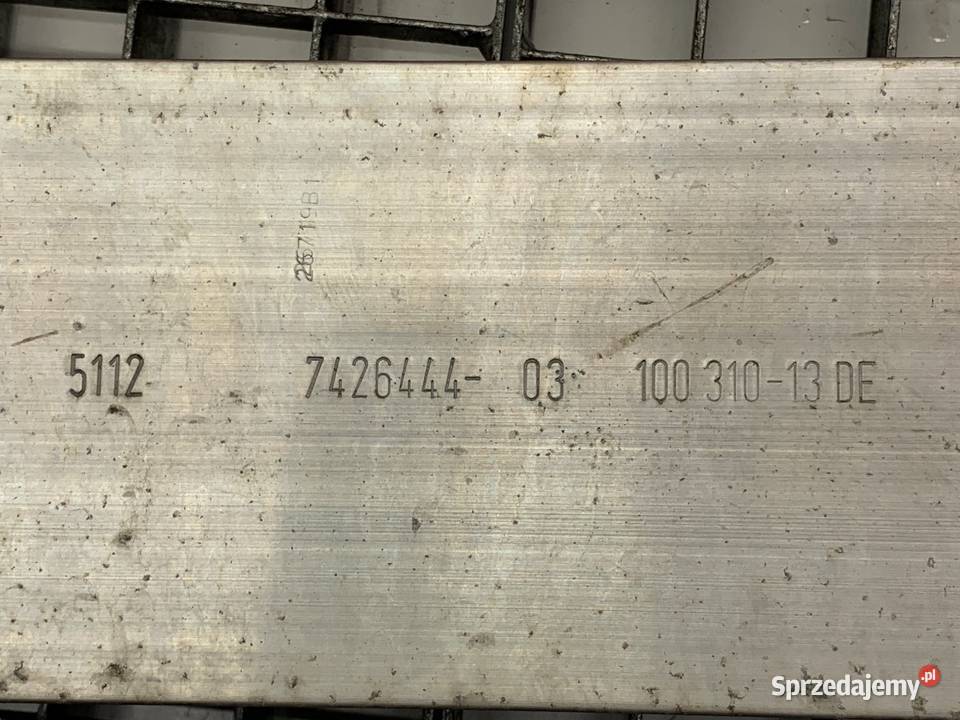 5112 7426444- 03 100 310-13 DE
Sprzedajemy.pl